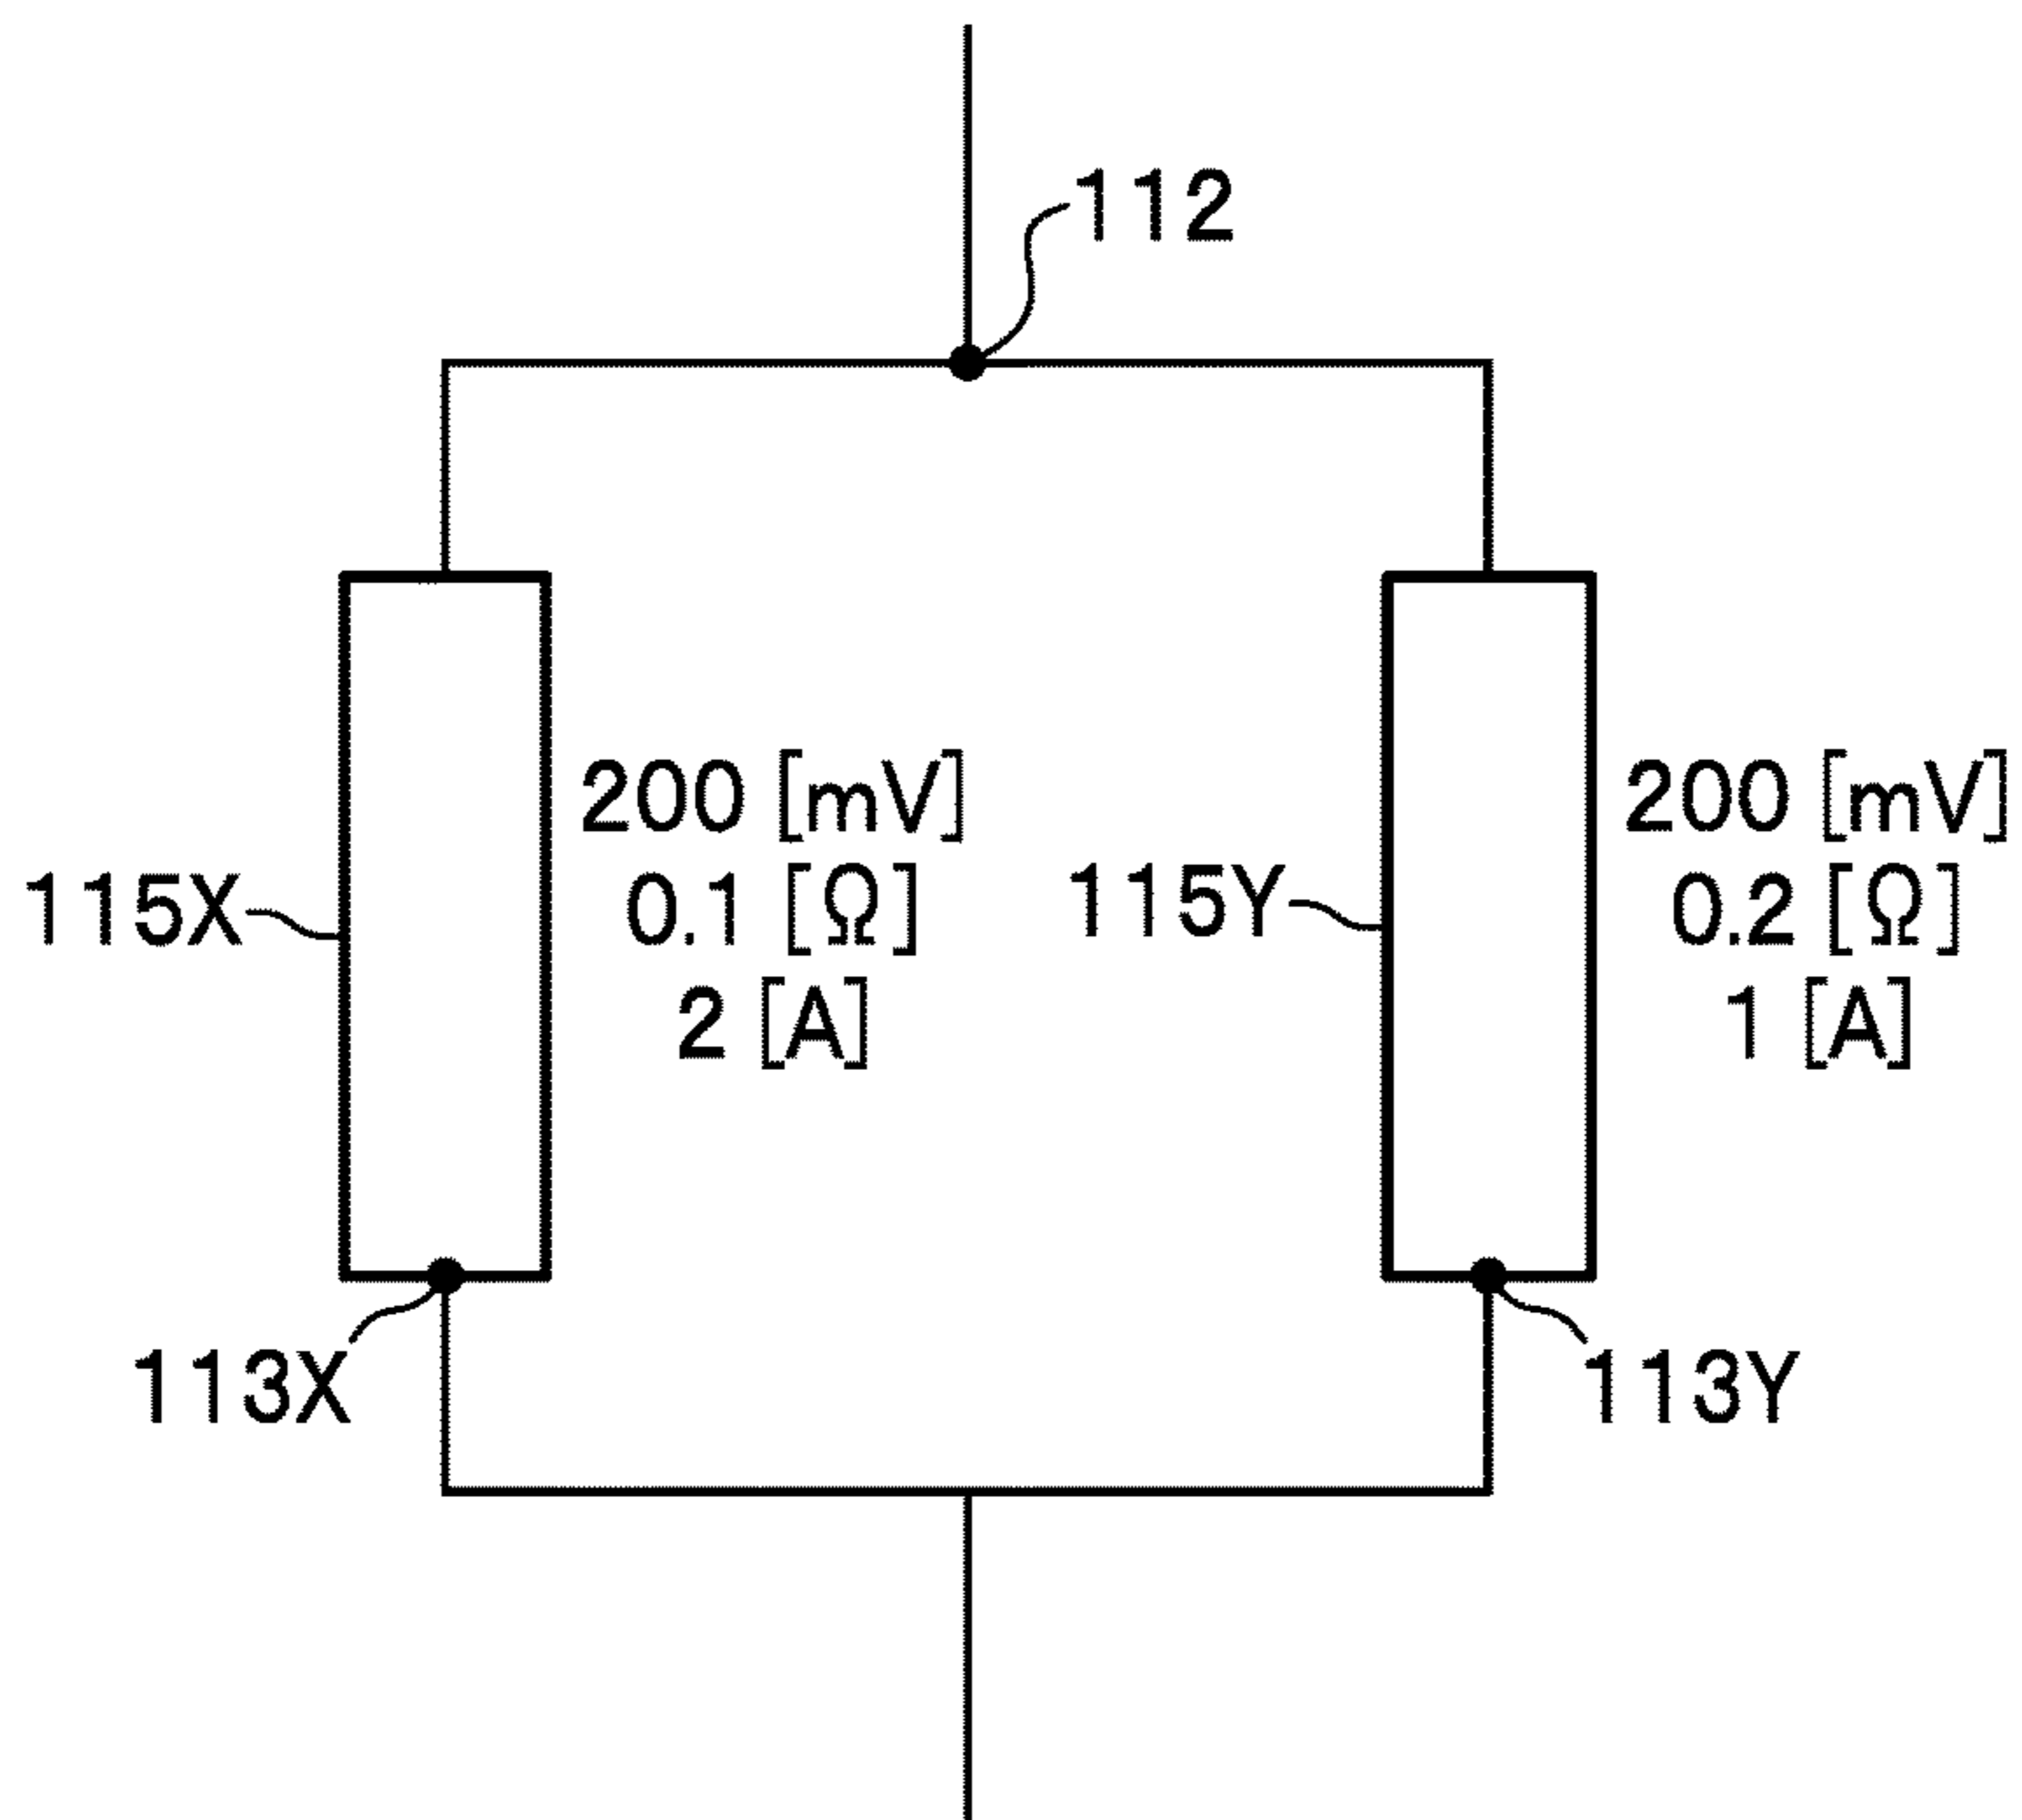 112
200 [mV]
0.1 [Ω]
2 [A]
115X
200 [mV]
0.2 [Ω]
1 [A]
115Y
113X
113Y